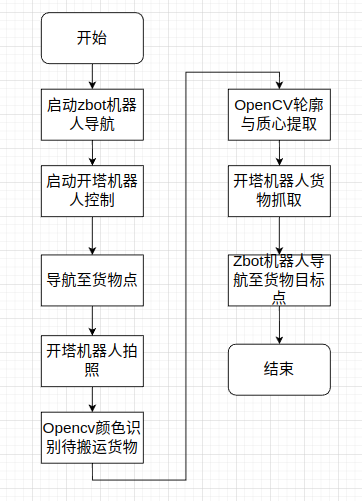 开始
启动zbot机器
人导航
启动开塔机器
人控制
导航至货物点
开塔机器人拍
照
Opencv颜色识
别待搬运货物
OpenCV轮廓
与质心提取
开塔机器人货
物抓取
Zbot机器人导
航至货物目标
点
结束